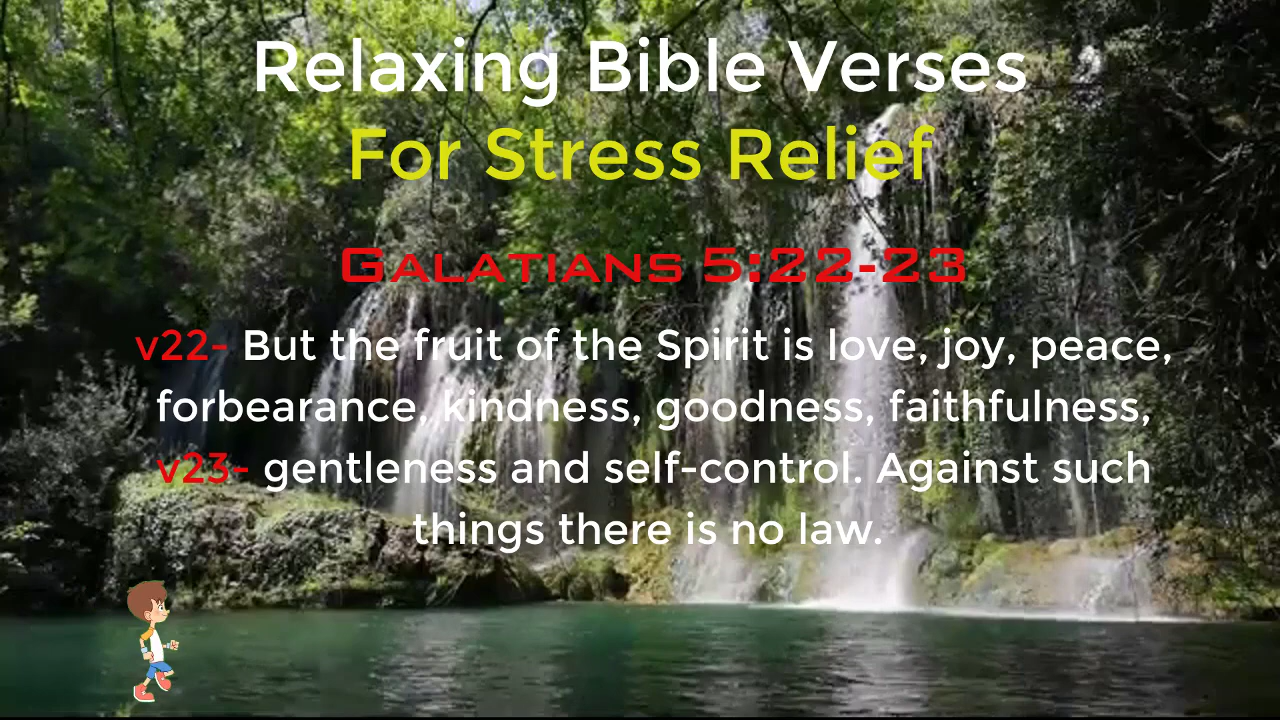 Relaxing Bible Verses
For Stress Relief
Galatians 5:22-23
v22- But the fruit of the Spirit is love, joy, peace,
forbearance, kindness, goodness, faithfulness,
v23- gentleness and self-control. Against such
things there is no law.